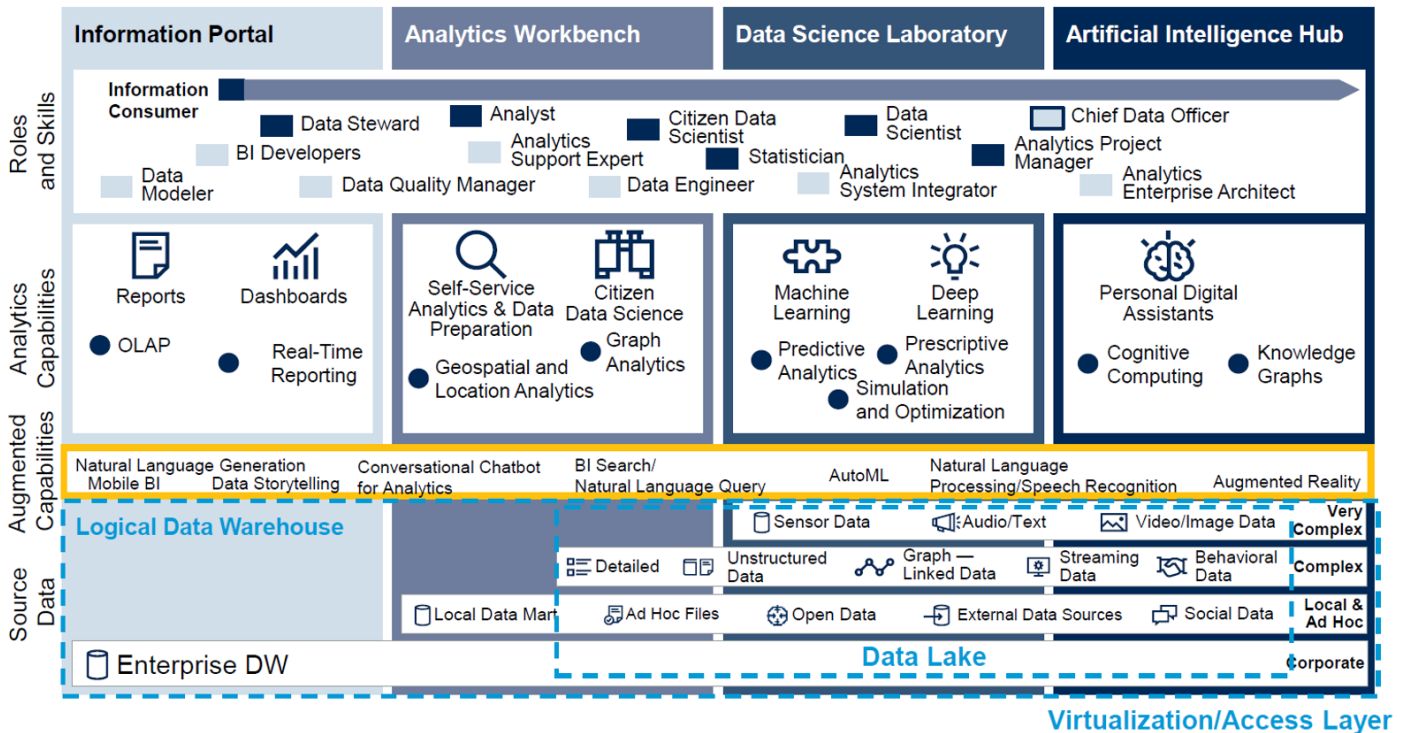 Information Portal
Analytics Workbench
Data Science Laboratory
Artificial Intelligence Hub
Roles
and Skills
Information
Consumer
Data Steward
Analyst
Citizen Data
Scientist
Data
Scientist
Chief Data Officer
BI Developers
Analytics
Support Expert
Statistician
Analytics Project
Manager
Data
Modeler
Data Quality Manager
Data Engineer
Analytics
System Integrator
Analytics
Enterprise Architect
Analytics
Capabilities
Reports
Dashboards
OLAP
Real-Time
Reporting
Self-Service
Analytics & Data
Preparation
Citizen
Data Science
Geospatial and
Location Analytics
Graph
Analytics
Machine
Learning
Deep
Learning
Predictive
Analytics
Prescriptive
Analytics
Simulation
and Optimization
Personal Digital
Assistants
Cognitive
Computing
Knowledge
Graphs
Augmented
Capabilities
Natural Language Generation
Mobile BI
Data Storytelling
Conversational Chatbot
for Analytics
BI Search/
Natural Language Query
AutoML
Natural Language
Processing/Speech Recognition
Augmented Reality
Source
Data
Logical Data Warehouse
Sensor Data
Audio/Text
Video/Image Data
Very
Complex
Detailed
Unstructured
Data
Graph —
Linked Data
Streaming
Data
Behavioral
Data
Complex
Local Data Mart
Ad Hoc Files
Open Data
External Data Sources
Social Data
Local &
Ad Hoc
Enterprise DW
Data Lake
Corporate
Virtualization/Access Layer